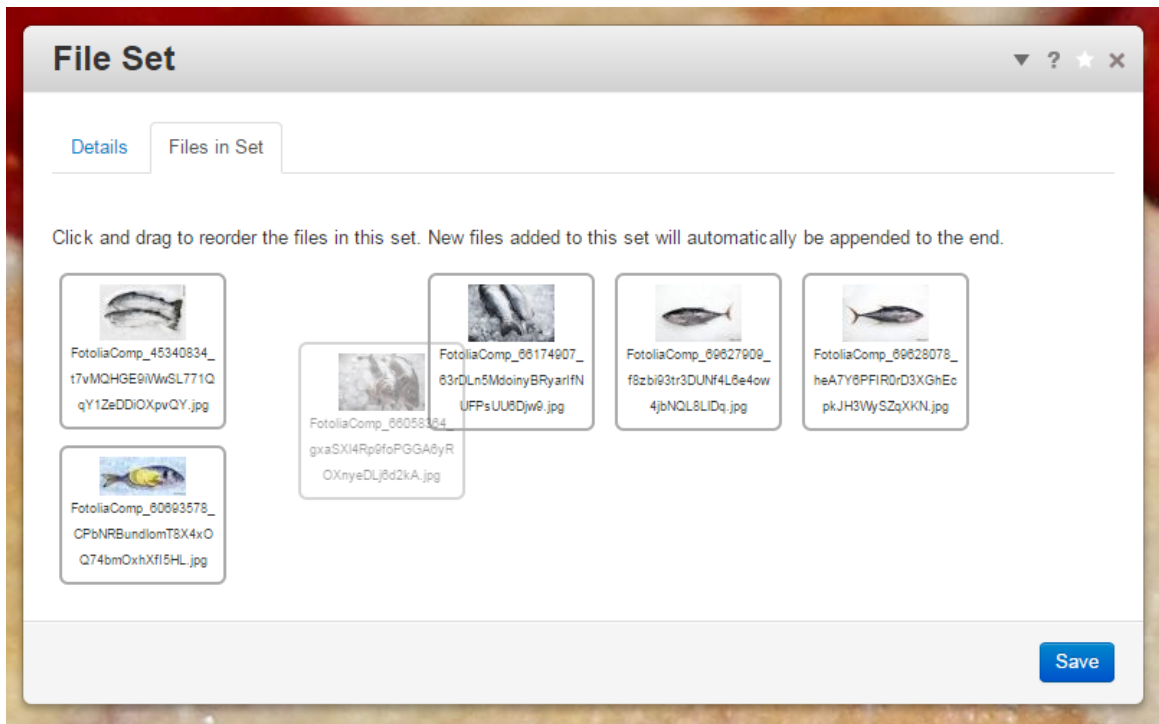 File Set
?
Details
Files in Set
Click and drag to reorder the files in this set. New files added to this set will automatically be appended to the end.
FotoliaComp_45340834_
t7vMQHGE9iWwSL771Q
qY1ZeDDiOXpvQY.jpg
FotoliaComp_66058364_
gxaSXI4Rp9foPGGA6yR
OXnyeDLj6d2kA.jpg
FotoliaComp_66174907_
63rDLn5MdoinyBRyarIfN
UFPsUU6Djw9.jpg
FotoliaComp_69627909_
f8zbi93tr3DUNf4L6e4ow
4jbNQL8LIDq.jpg
FotoliaComp_69628078_
heA7Y6PFIR0rD3XGhEc
pkJH3WySZqXKN.jpg
FotoliaComp_60693578_
CPbNRBundlomT8X4xO
Q74bmOxhXfI5HL.jpg
Save